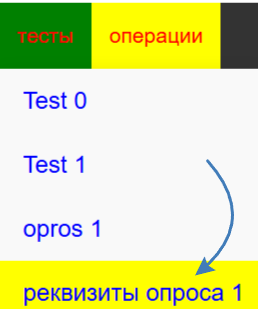 тесты операции
Test 0
Test 1
opros 1
реквизиты опроса 1